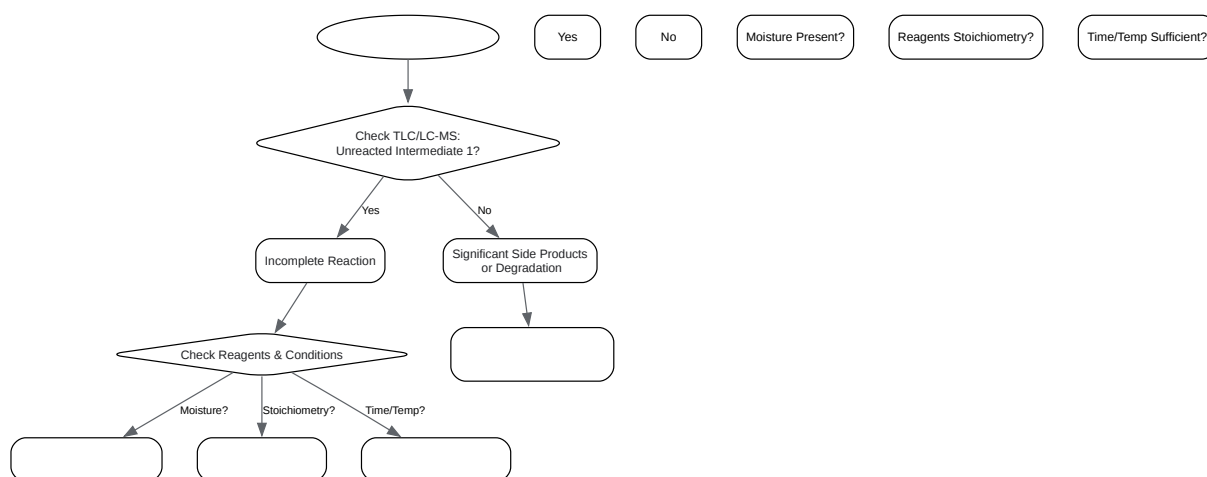 Yes
No
Moisture Present?
Reagents Stoichiometry?
Time/Temp Sufficient?
Check TLC/LC-MS:
Unreacted Intermediate 1?
Yes
No
Incomplete Reaction
Significant Side Products
or Degradation
Check Reagents & Conditions
Moisture?
Stoichiometry?
Time/Temp?